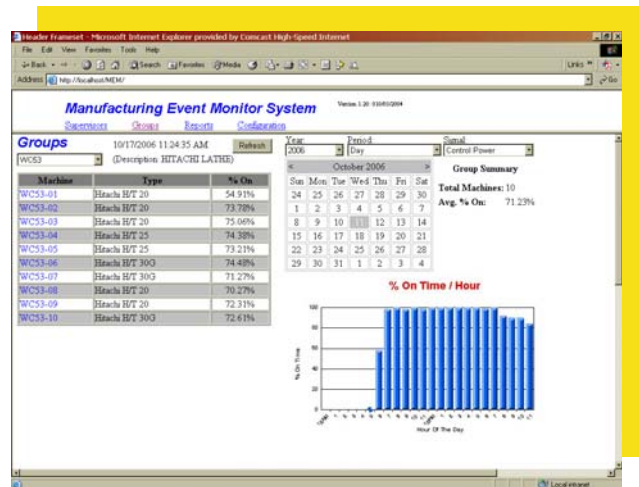 Header Frameset - Microsoft Internet Explorer provided by Comcast High-Speed Internet
File Edit View Favorites Tools Help
Back Search Favorites Media
Address http://localhost/MEM/ Go Links
Manufacturing Event Monitor System
Supervisors Groups Reports Configuration
Groups 10/17/2006 11:24:35 AM Refresh
WC53 (Description: HITACHI LATHE)
Machine Type % On
WC53-01 Hitachi H/T 20 54.91%
WC53-02 Hitachi H/T 20 73.78%
WC53-03 Hitachi H/T 20 75.06%
WC53-04 Hitachi H/T 25 74.38%
WC53-05 Hitachi H/T 25 73.21%
WC53-06 Hitachi H/T 30G 74.48%
WC53-07 Hitachi H/T 30G 71.27%
WC53-08 Hitachi H/T 20 70.27%
WC53-09 Hitachi H/T 20 72.31%
WC53-10 Hitachi H/T 30G 72.61%
Year: Period: Signal
2006 Day Control Power
< October 2006 >
Sun Mon Tue Wed Thu Fri Sat
24 25 26 27 28 29 30
1 2 3 4 5 6 7
8 9 10 11 12 13 14
15 16 17 18 19 20 21
22 23 24 25 26 27 28
29 30 31 1 2 3 4
Group Summary
Total Machines: 10
Avg. % On: 71.23%
% On Time / Hour
100
80
60
40
20
0
% On Time
Hour Of The Day
Local intranet